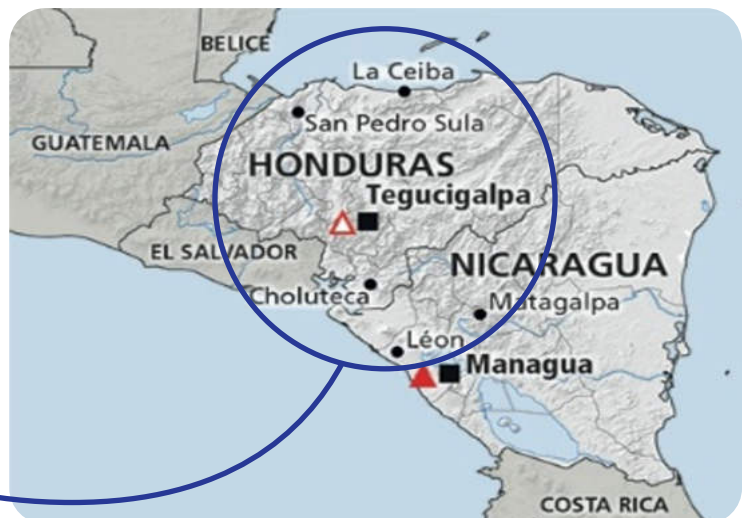 BELICE
La Ceiba
San Pedro Sula
GUATEMALA
HONDURAS
Tegucigalpa
EL SALVADOR
NICARAGUA
Choluteca
Matagalpa
Léon
Managua
COSTA RICA